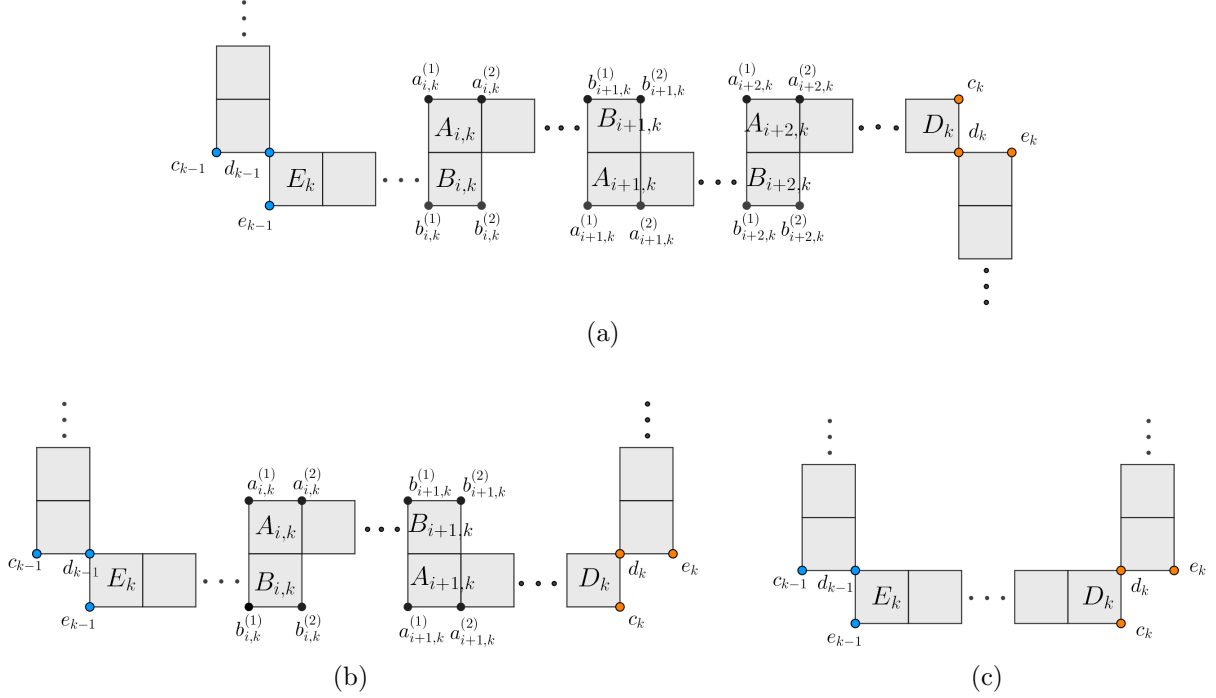 a_{i,k}^{(1)} a_{i,k}^{(2)} b_{i+1,k}^{(1)} b_{i+1,k}^{(2)} a_{i+2,k}^{(1)} a_{i+2,k}^{(2)} c_k
A_{i,k} B_{i+1,k} A_{i+2,k} D_k d_k e_k
c_{k-1} d_{k-1} E_k B_{i,k} A_{i+1,k} B_{i+2,k}
e_{k-1} b_{i,k}^{(1)} b_{i,k}^{(2)} a_{i+1,k}^{(1)} a_{i+1,k}^{(2)} b_{i+2,k}^{(1)} b_{i+2,k}^{(2)}
(a)
a_{i,k}^{(1)} a_{i,k}^{(2)} b_{i+1,k}^{(1)} b_{i+1,k}^{(2)}
A_{i,k} B_{i+1,k}
c_{k-1} d_{k-1} E_k B_{i,k} A_{i+1,k} D_k d_k e_k
e_{k-1} b_{i,k}^{(1)} b_{i,k}^{(2)} a_{i+1,k}^{(1)} a_{i+1,k}^{(2)} c_k
(b)
c_{k-1} d_{k-1} E_k D_k d_k e_k
e_{k-1} c_k
(c)